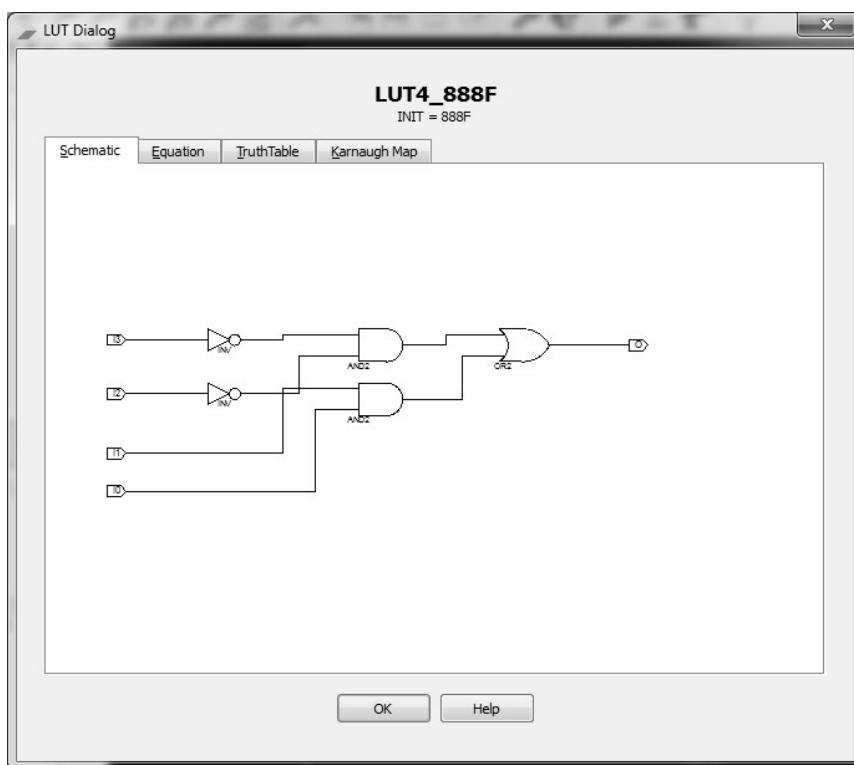 LUT Dialog
LUT4_888F
INIT = 888F
Schematic Equation TruthTable Karnaugh Map
I3
INV
AND2
OR2
O
I2
INV
AND2
I1
I0
OK Help